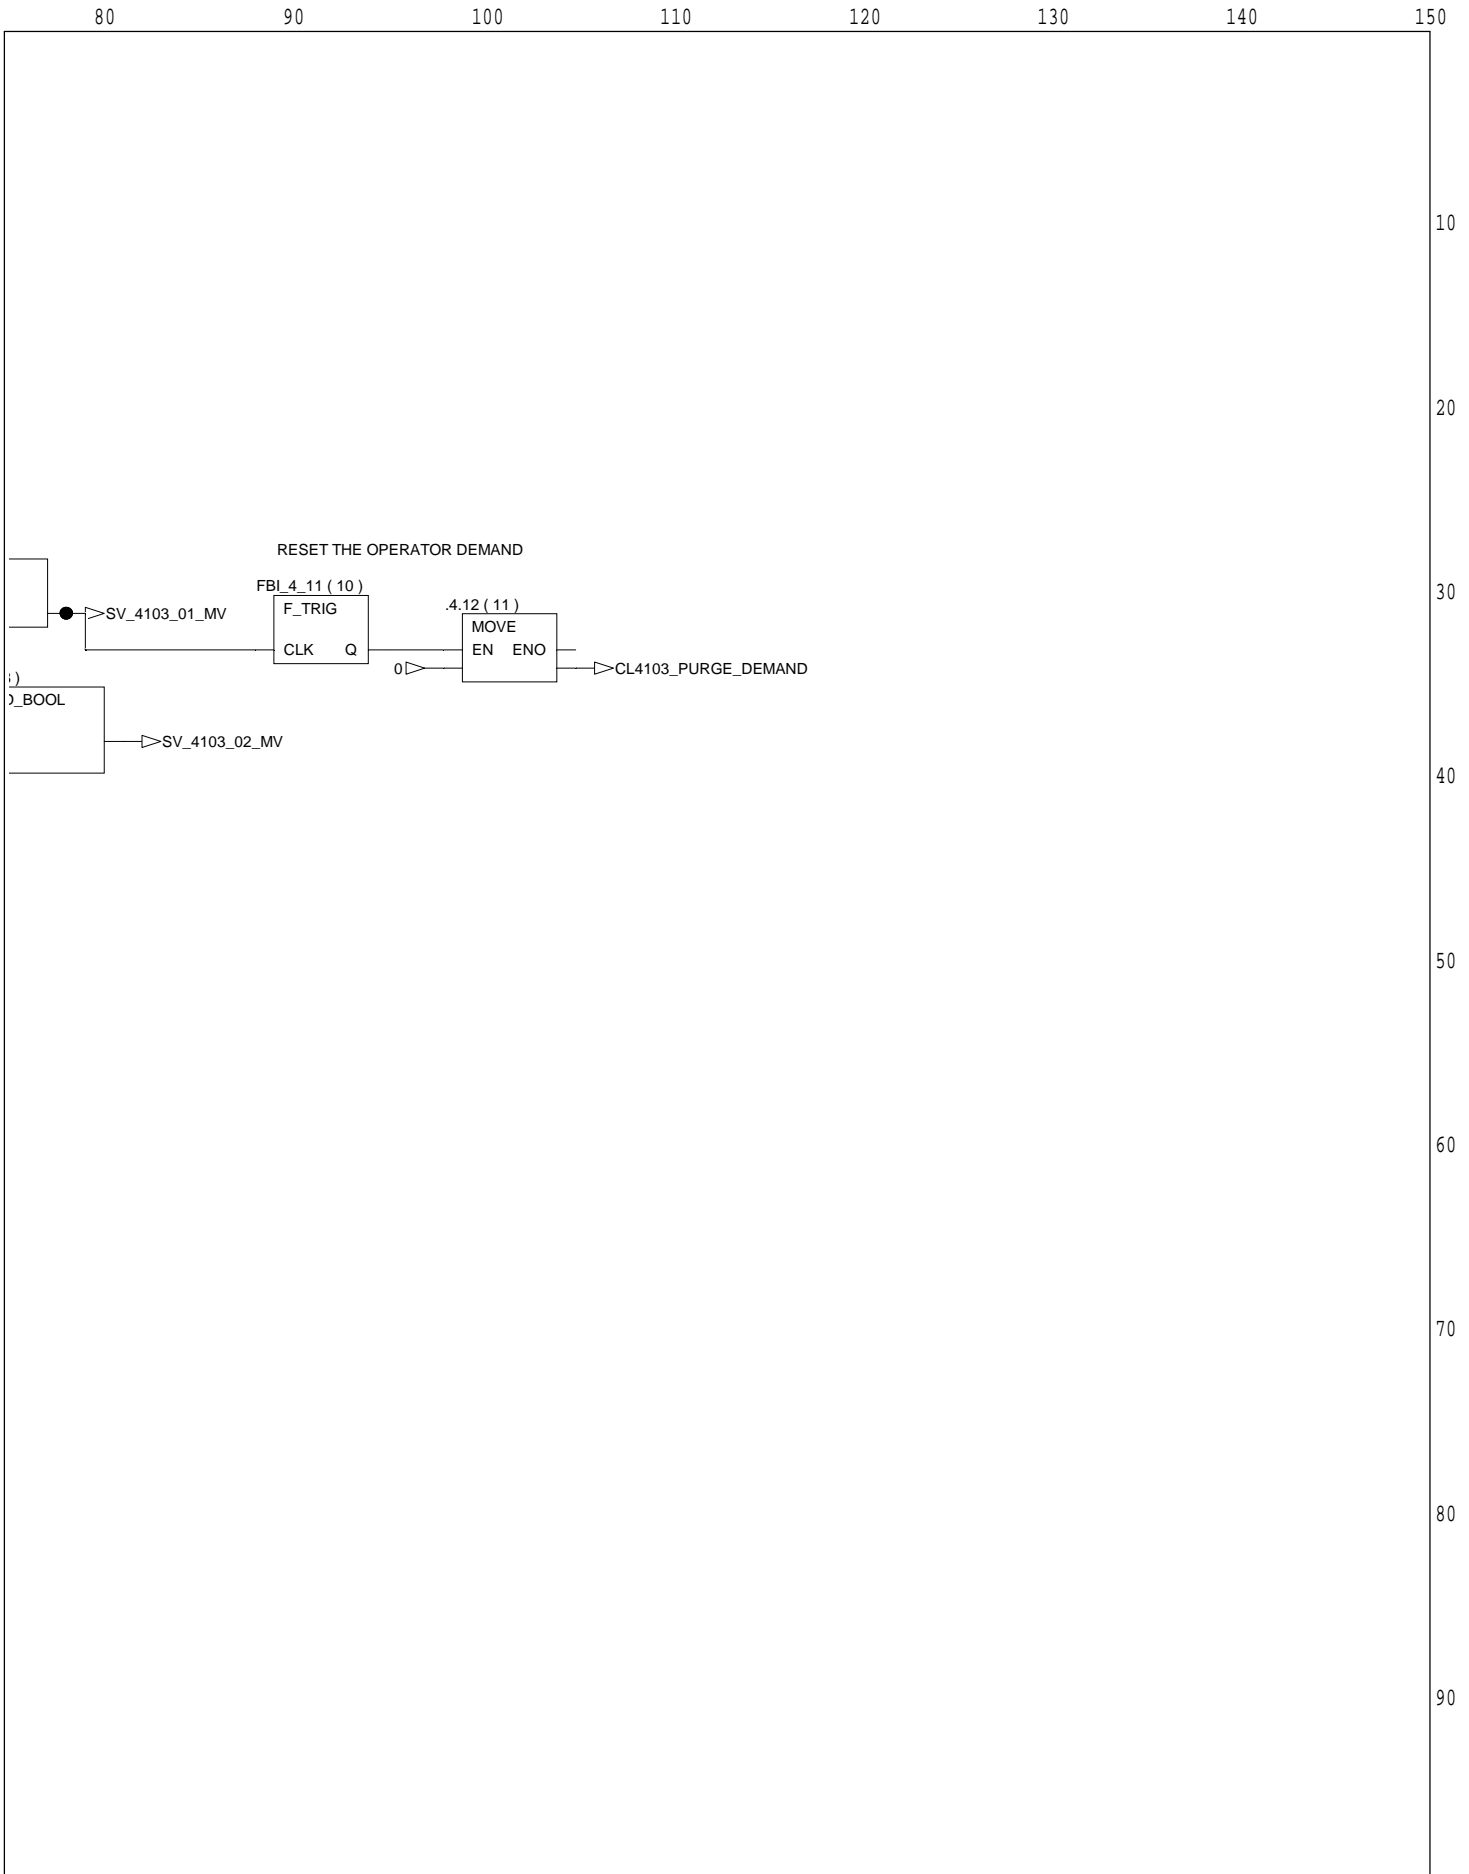 80 90 100 110 120 130 140 150
10
20
RESET THE OPERATOR DEMAND
FBI_4_11 ( 10 )
30
F_TRIG
.4.12 ( 11 )
SV_4103_01_MV
MOVE
CLK Q
EN ENO
0
CL4103_PURGE_DEMAND
)
_BOOL
SV_4103_02_MV
40
50
60
70
80
90